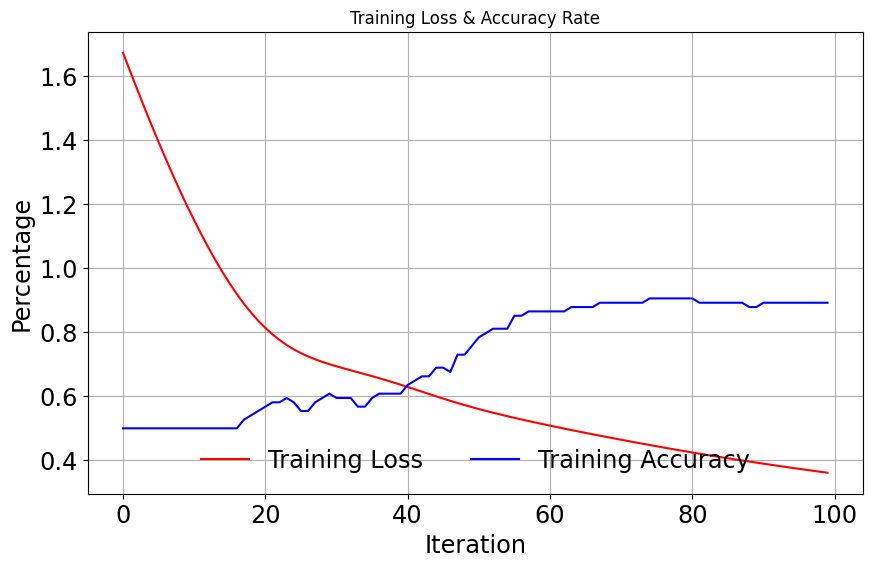 Training Loss & Accuracy Rate
Percentage
1.6
1.4
1.2
1.0
0.8
0.6
0.4
Training Loss Training Accuracy
0 20 40 60 80 100
Iteration